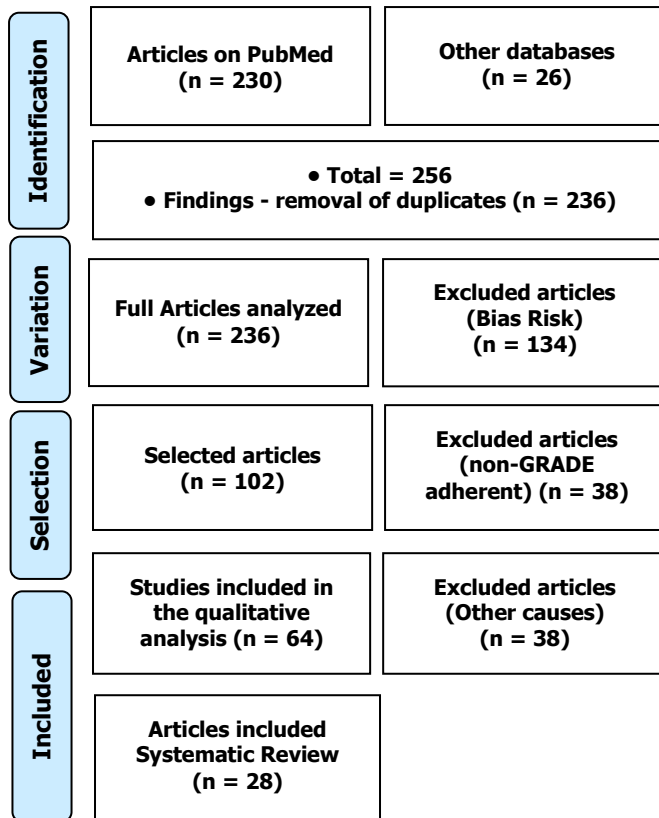 Identification
Articles on PubMed
(n = 230)
Other databases
(n = 26)
● Total = 256
● Findings - removal of duplicates (n = 236)
Variation
Full Articles analyzed
(n = 236)
Excluded articles
(Bias Risk)
(n = 134)
Selection
Selected articles
(n = 102)
Excluded articles
(non-GRADE
adherent) (n = 38)
Included
Studies included in
the qualitative
analysis (n = 64)
Excluded articles
(Other causes)
(n = 38)
Articles included
Systematic Review
(n = 28)